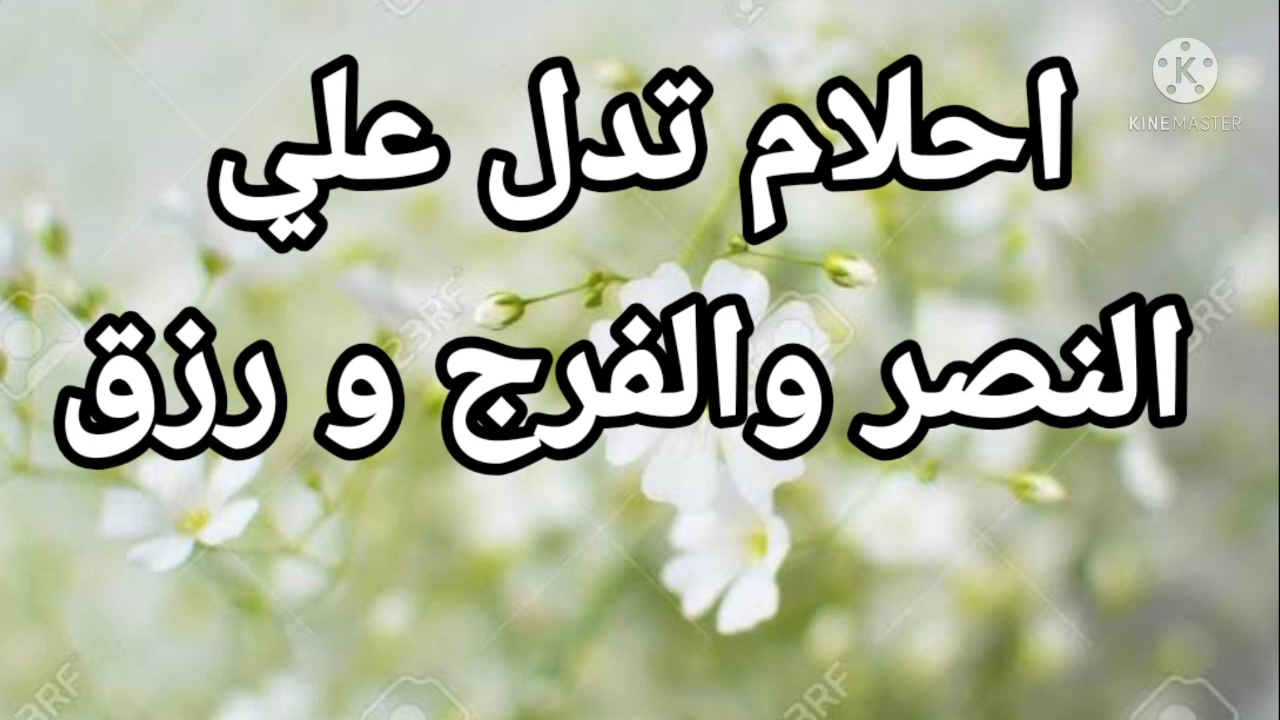 احلام تدل علي
النصر والفرج و رزق
KINEMASTER